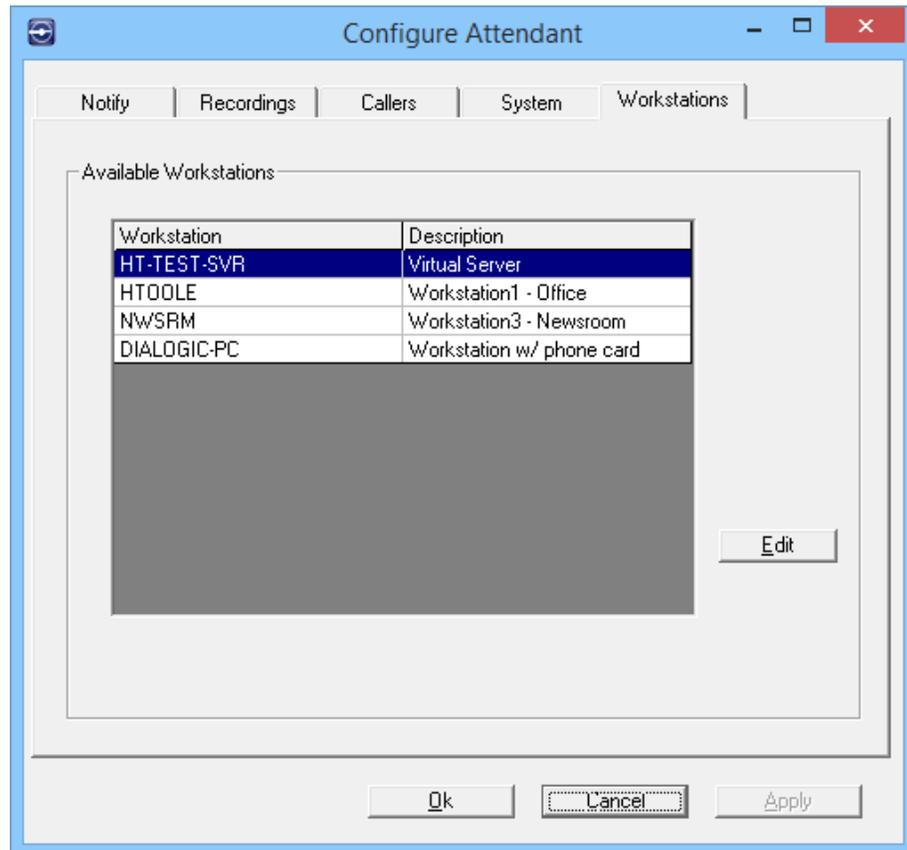 Configure Attendant
Notify Recordings Callers System Workstations
Available Workstations
Workstation Description
HT-TEST-SVR Virtual Server
HTOOLE Workstation1 - Office
NWSRM Workstation3 - Newsroom
DIALOGIC-PC Workstation w/ phone card
Edit
Ok Cancel Apply